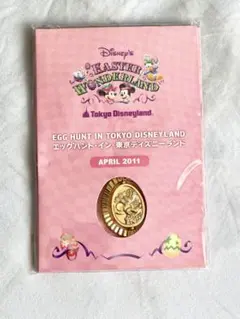 Disney's
EASTER
WONDERLAND
Tokyo Disneyland
EGG HUNT IN TOKYO DISNEYLAND
エッグハント・イン 東京ディズニーランド
APRIL 2011